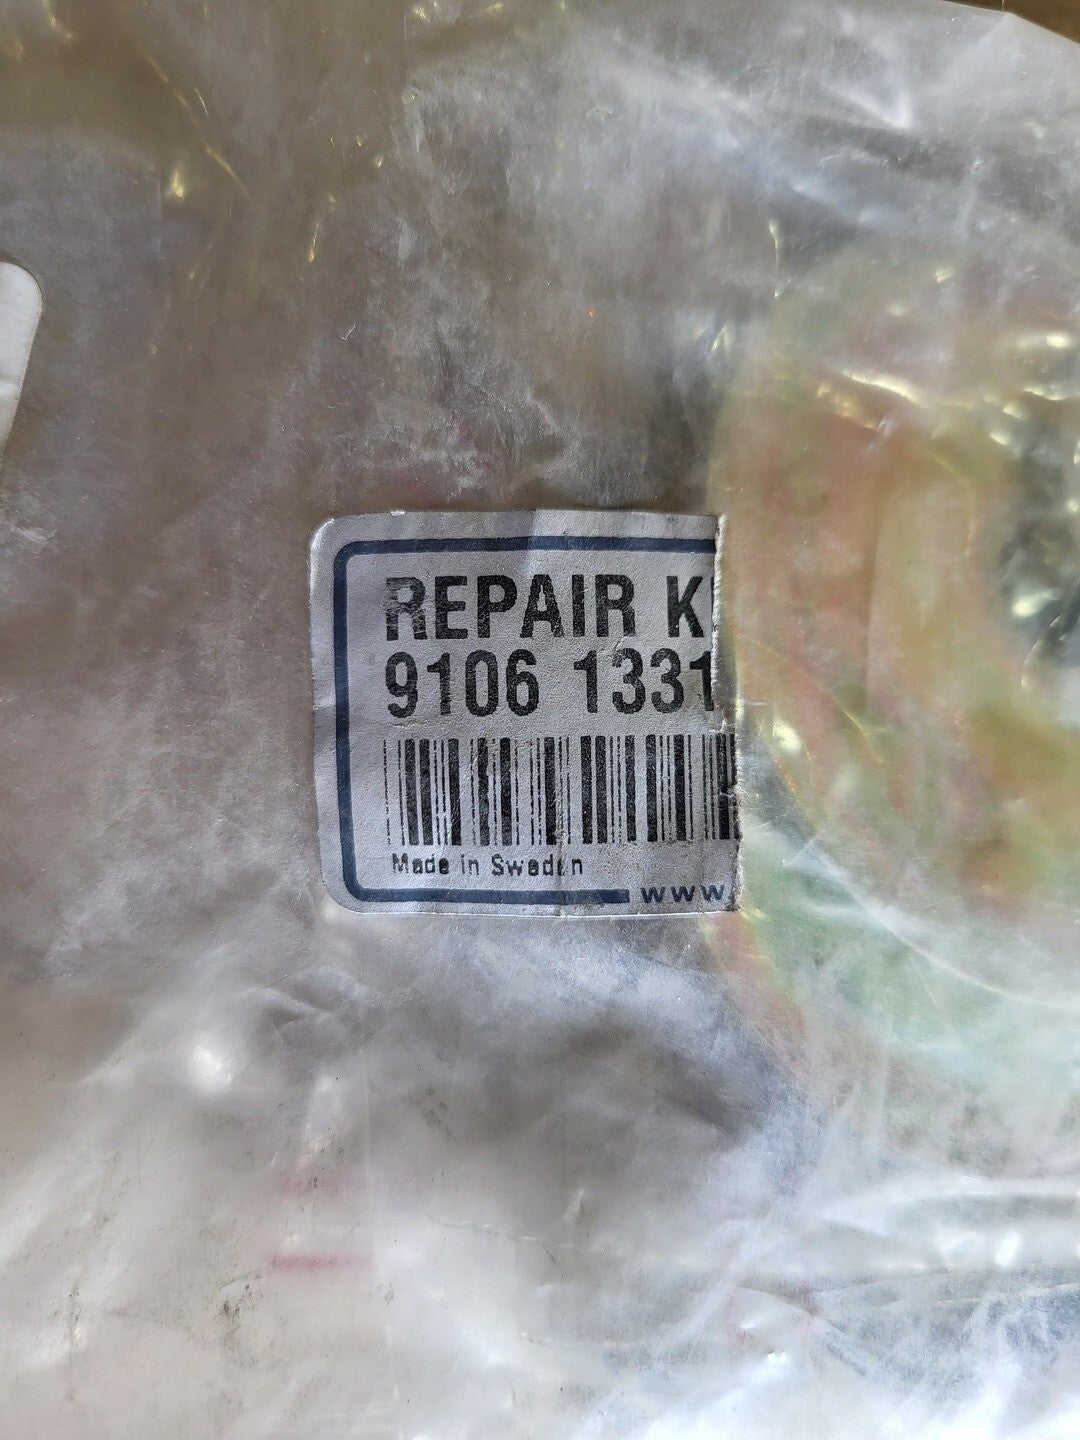 REPAIR K
9106 1331
Made in Sweden
www.